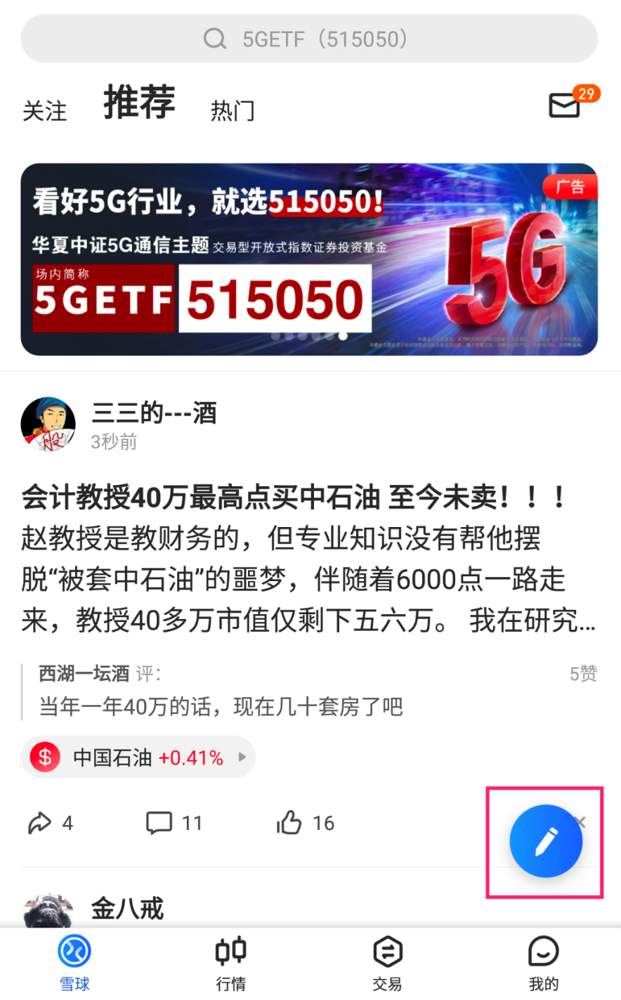 5GETF（515050）
关注
推荐
热门
29
广告
看好5G行业，就选515050!
华夏中证5G通信主题 交易型开放式指数证券投资基金
场内简称
5GETF 515050
5G
三三的---酒
3秒前
会计教授40万最高点买中石油 至今未卖！！！
赵教授是教财务的，但专业知识没有帮他摆
脱“被套中石油”的噩梦，伴随着6000点一路走
来，教授40多万市值仅剩下五六万。 我在研究...
西湖一坛酒 评：
5赞
当年一年40万的话，现在几十套房了吧
$ 中国石油 +0.41%
4
11
16
金八戒
雪球
行情
交易
我的